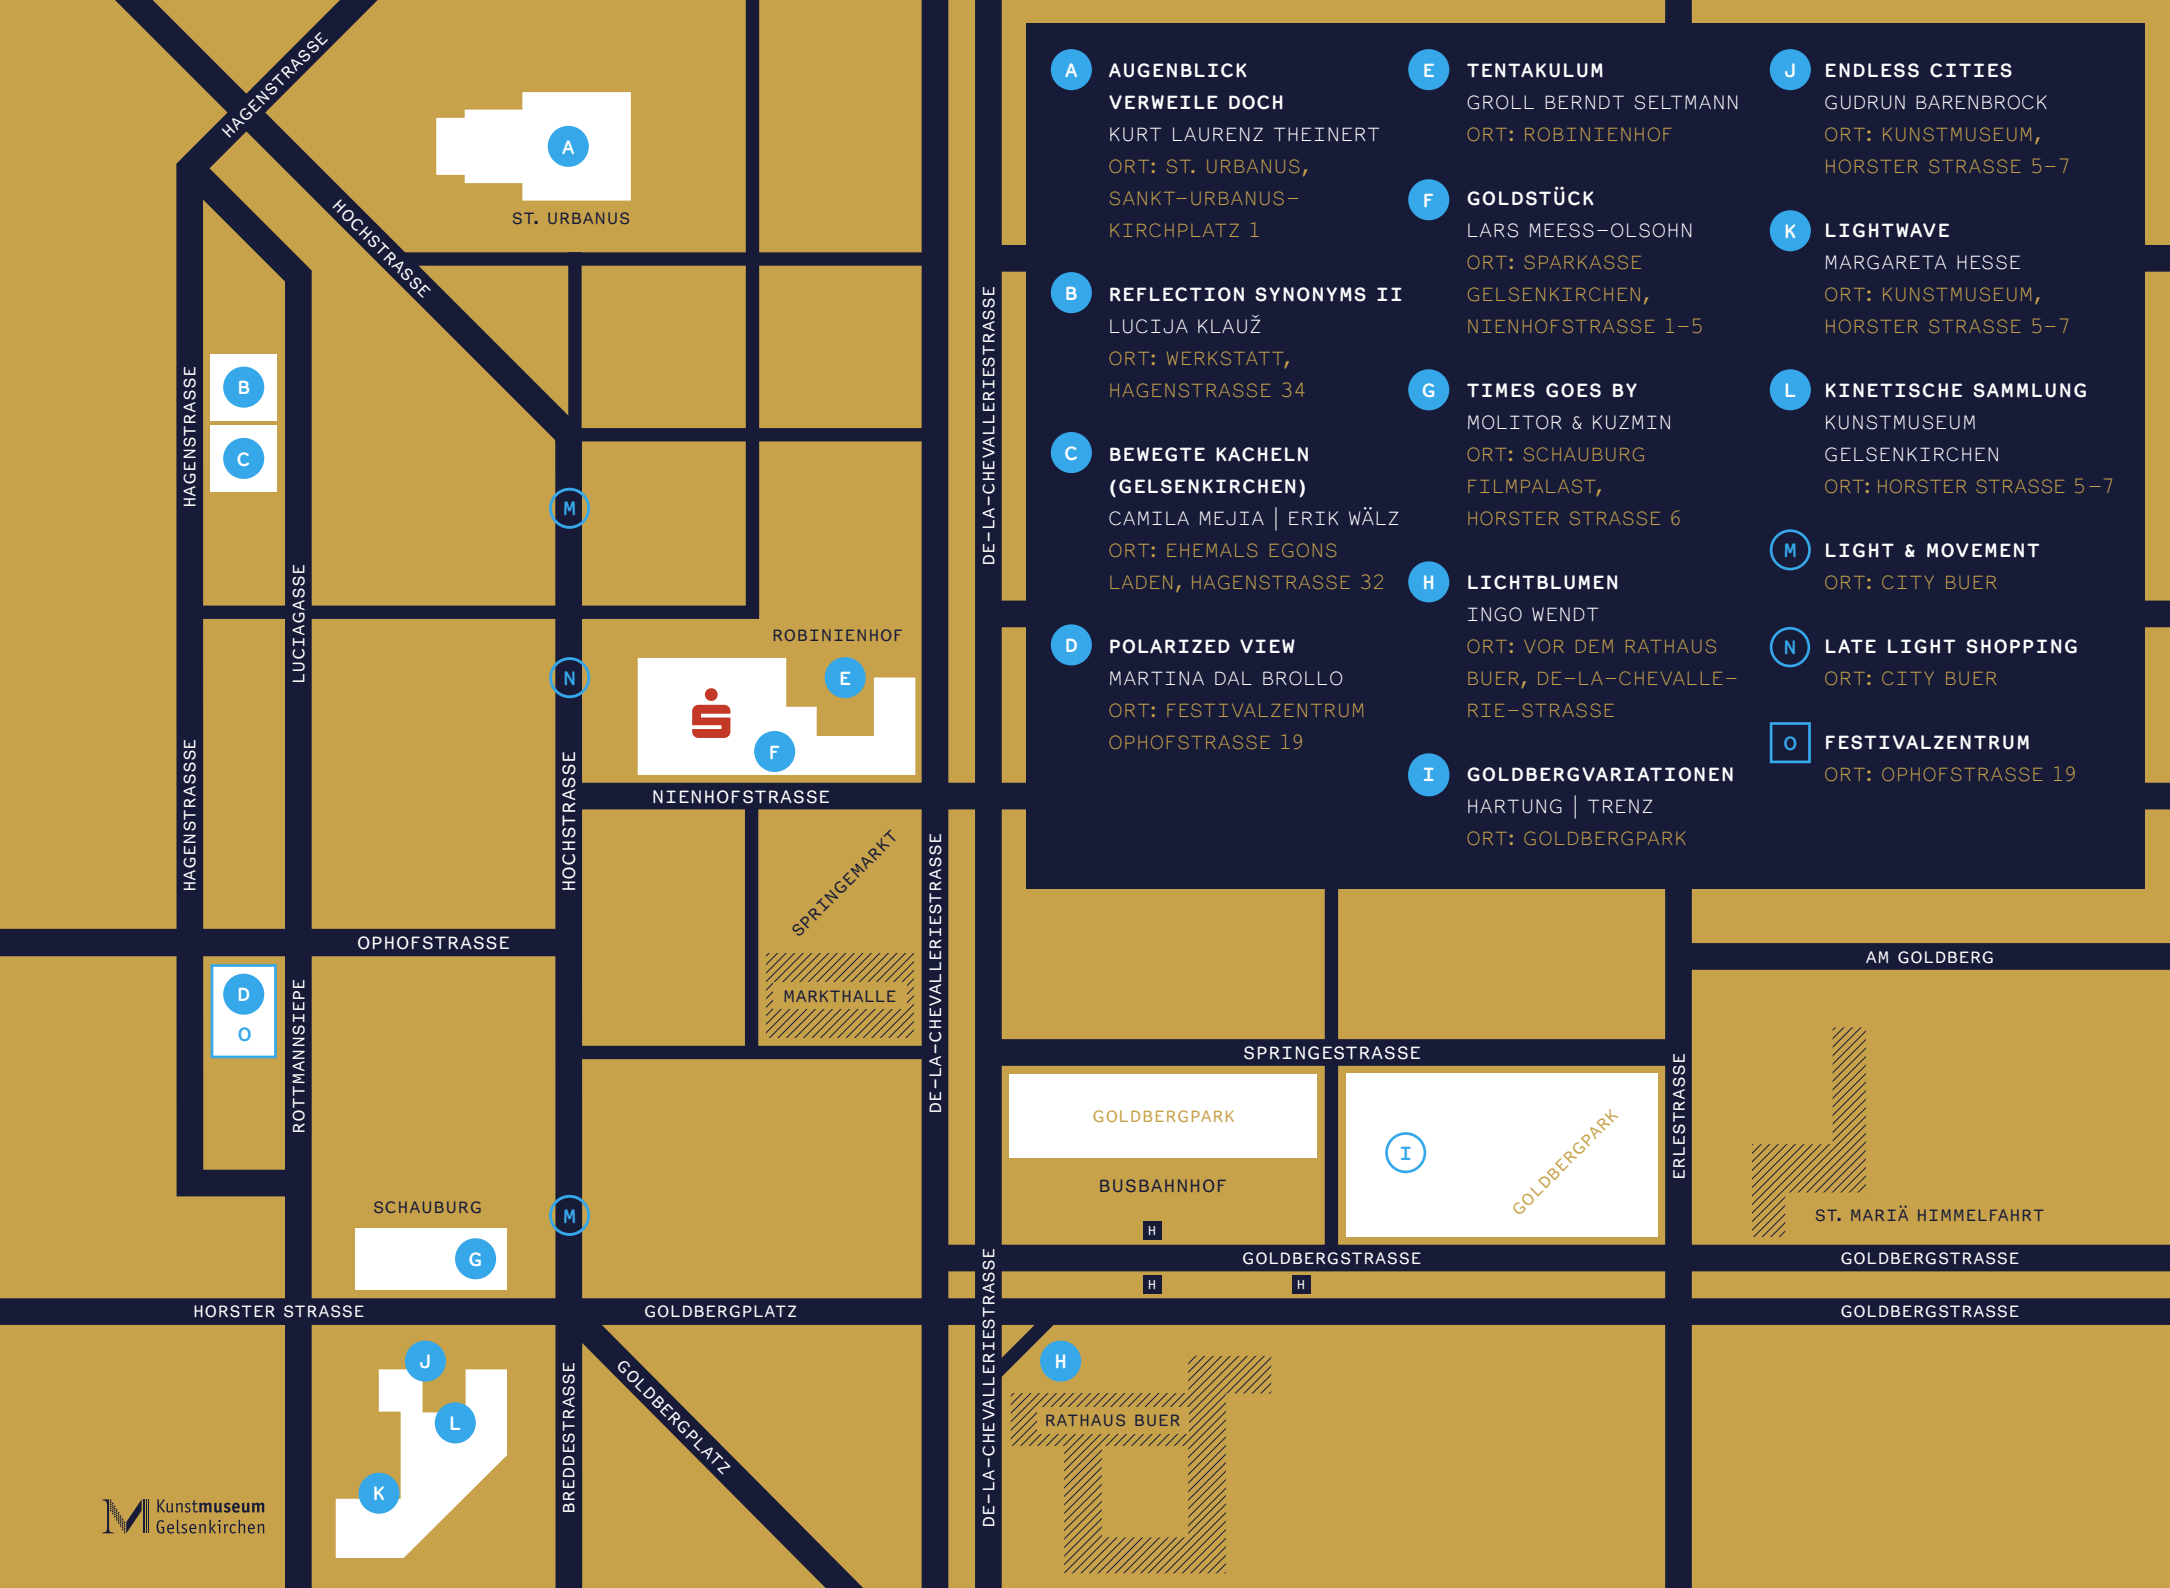 A
AUGENBLICK
VERWEILE DOCH
KURT LAURENZ THEINERT
ORT: ST. URBANUS,
SANKT-URBANUS-
KIRCHPLATZ 1
B
REFLECTION SYNONYMS II
LUCIJA KLAUŽ
ORT: WERKSTATT,
HAGENSTRASSE 34
C
BEWEGTE KACHELN
(GELSENKIRCHEN)
CAMILA MEJIA | ERIK WÄLZ
ORT: EHEMALS EGONS
LADEN, HAGENSTRASSE 32
D
POLARIZED VIEW
MARTINA DAL BROLLO
ORT: FESTIVALZENTRUM
OPHOFSTRASSE 19
E
TENTAKULUM
GROLL BERNDT SELTMANN
ORT: ROBINIENHOF
F
GOLDSTÜCK
LARS MEESS-OLSOHN
ORT: SPARKASSE
GELSENKIRCHEN,
NIENHOFSTRASSE 1-5
G
TIMES GOES BY
MOLITOR & KUZMIN
ORT: SCHAUBURG
FILMPALAST,
HORSTER STRASSE 6
H
LICHTBLUMEN
INGO WENDT
ORT: VOR DEM RATHAUS
BUER, DE-LA-CHEVALLE-
RIE-STRASSE
I
GOLDBERGVARIATIONEN
HARTUNG | TRENZ
ORT: GOLDBERGPARK
J
ENDLESS CITIES
GUDRUN BARENBROCK
ORT: KUNSTMUSEUM,
HORSTER STRASSE 5-7
K
LIGHTWAVE
MARGARETA HESSE
ORT: KUNSTMUSEUM,
HORSTER STRASSE 5-7
L
KINETISCHE SAMMLUNG
KUNSTMUSEUM
GELSENKIRCHEN
ORT: HORSTER STRASSE 5-7
M
LIGHT & MOVEMENT
ORT: CITY BUER
N
LATE LIGHT SHOPPING
ORT: CITY BUER
O
FESTIVALZENTRUM
ORT: OPHOFSTRASSE 19
HAGENSTRASSE
A
ST. URBANUS
HOCHSTRASSE
DE-LA-CHEVALLERIESTRASSE
HAGENSTRASSE
B
C
M
LUCIAGASSE
ROBINIENHOF
N
E
F
HAGENSTRASSSE
HOCHSTRASSE
NIENHOFSTRASSE
SPRINGEMARKT
DE-LA-CHEVALLERIESTRASSE
OPHOFSTRASSE
AM GOLDBERG
D
O
ROTTMANNSIEPE
MARKTHALLE
SPRINGESTRASSE
ERLESTRASSE
GOLDBERGPARK
I
GOLDBERGPARK
BUSBAHNHOF
SCHAUBURG
M
G
H
ST. MARIÄ HIMMELFAHRT
GOLDBERGSTRASSE
GOLDBERGSTRASSE
H
H
HORSTER STRASSE
GOLDBERGPLATZ
GOLDBERGSTRASSE
DE-LA-CHEVALLERIESTRASSE
J
L
K
BREDDESTRASSE
GOLDBERGPLATZ
H
RATHAUS BUER
M Kunstmuseum
Gelsenkirchen